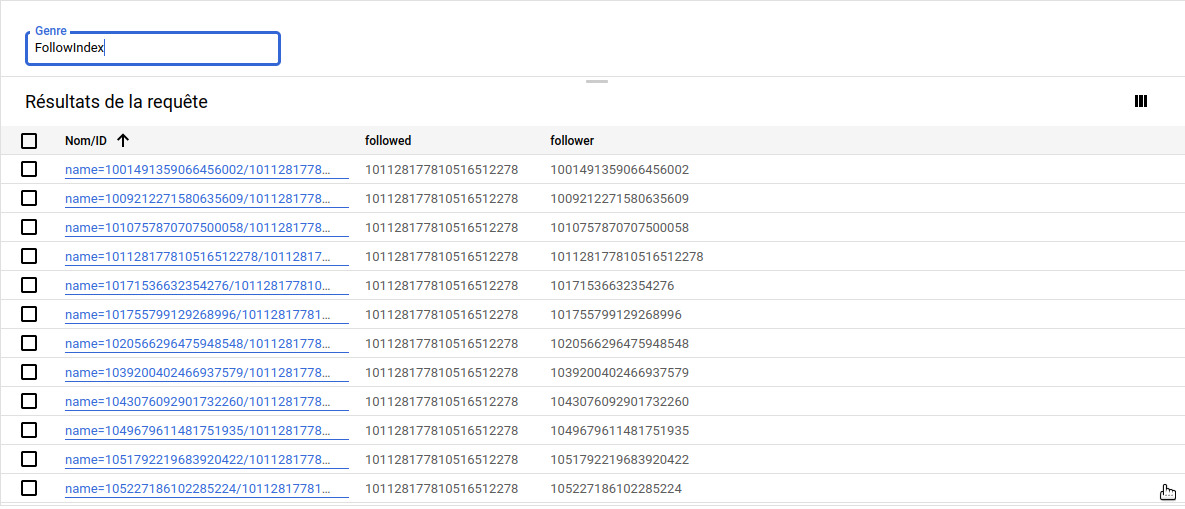 Genre
FollowIndex
Résultats de la requête
Nom/ID followed follower
name=1001491359066456002/1011281778... 101128177810516512278 1001491359066456002
name=1009212271580635609/1011281778... 101128177810516512278 1009212271580635609
name=1010757870707500058/1011281778... 101128177810516512278 1010757870707500058
name=101128177810516512278/10112817... 101128177810516512278 101128177810516512278
name=10171536632354276/101128177810... 101128177810516512278 10171536632354276
name=101755799129268996/10112817781... 101128177810516512278 101755799129268996
name=1020566296475948548/1011281778... 101128177810516512278 1020566296475948548
name=1039200402466937579/1011281778... 101128177810516512278 1039200402466937579
name=1043076092901732260/1011281778... 101128177810516512278 1043076092901732260
name=1049679611481751935/1011281778... 101128177810516512278 1049679611481751935
name=1051792219683920422/1011281778... 101128177810516512278 1051792219683920422
name=105227186102285224/10112817781... 101128177810516512278 105227186102285224